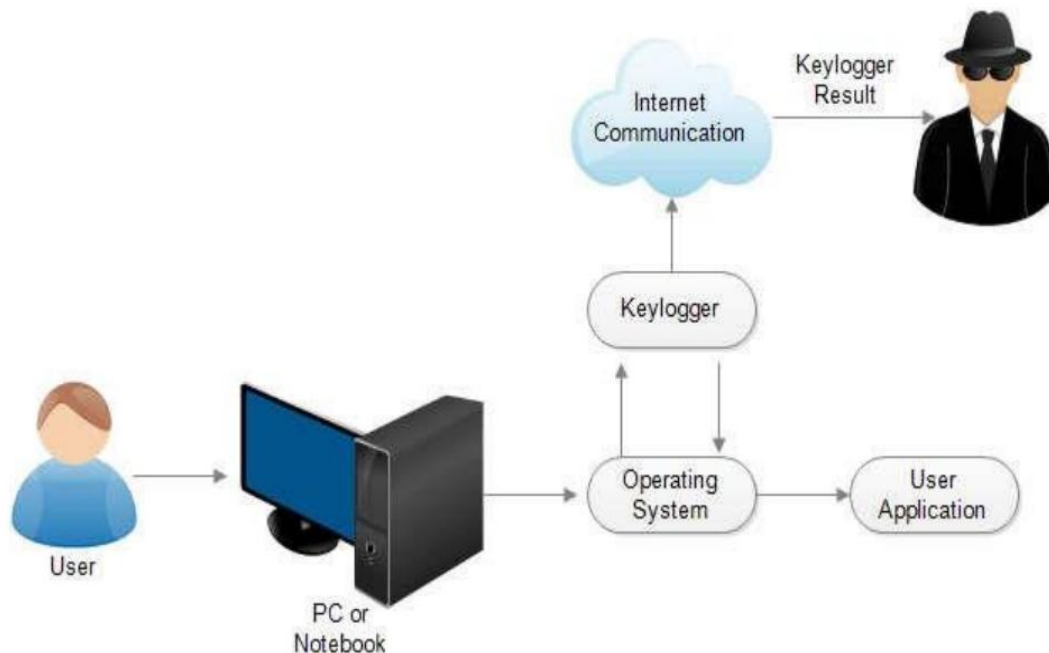 Internet
Communication
Keylogger
Result
Keylogger
Operating
System
User
Application
User
PC or
Notebook